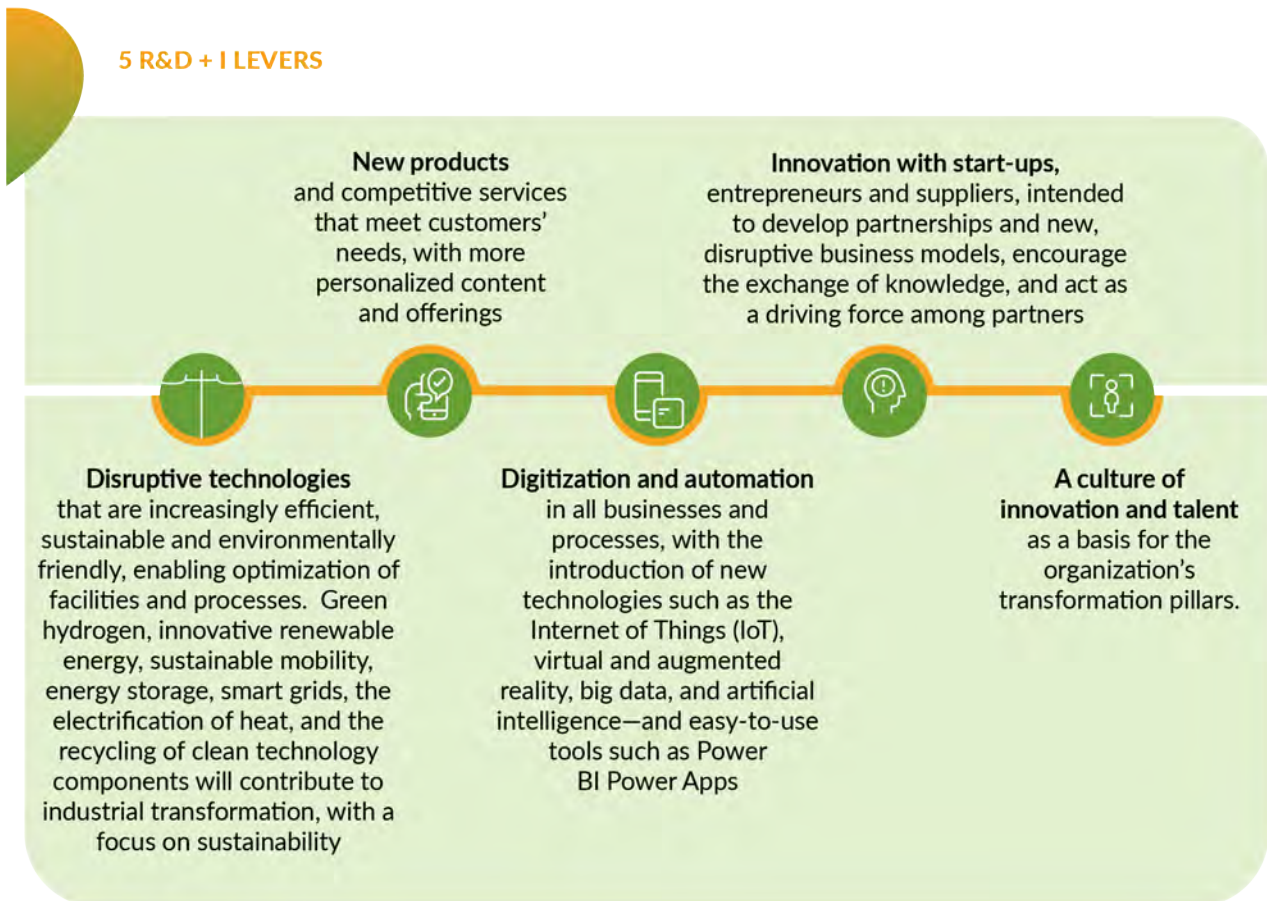 5 R&D + I LEVERS
New products
and competitive services
that meet customers’
needs, with more
personalized content
and offerings
Innovation with start-ups,
entrepreneurs and suppliers, intended
to develop partnerships and new,
disruptive business models, encourage
the exchange of knowledge, and act as
a driving force among partners
Disruptive technologies
that are increasingly efficient,
sustainable and environmentally
friendly, enabling optimization of
facilities and processes. Green
hydrogen, innovative renewable
energy, sustainable mobility,
energy storage, smart grids, the
electrification of heat, and the
recycling of clean technology
components will contribute to
industrial transformation, with a
focus on sustainability
Digitization and automation
in all businesses and
processes, with the
introduction of new
technologies such as the
Internet of Things (IoT),
virtual and augmented
reality, big data, and artificial
intelligence—and easy-to-use
tools such as Power
BI Power Apps
A culture of
innovation and talent
as a basis for the
organization’s
transformation pillars.